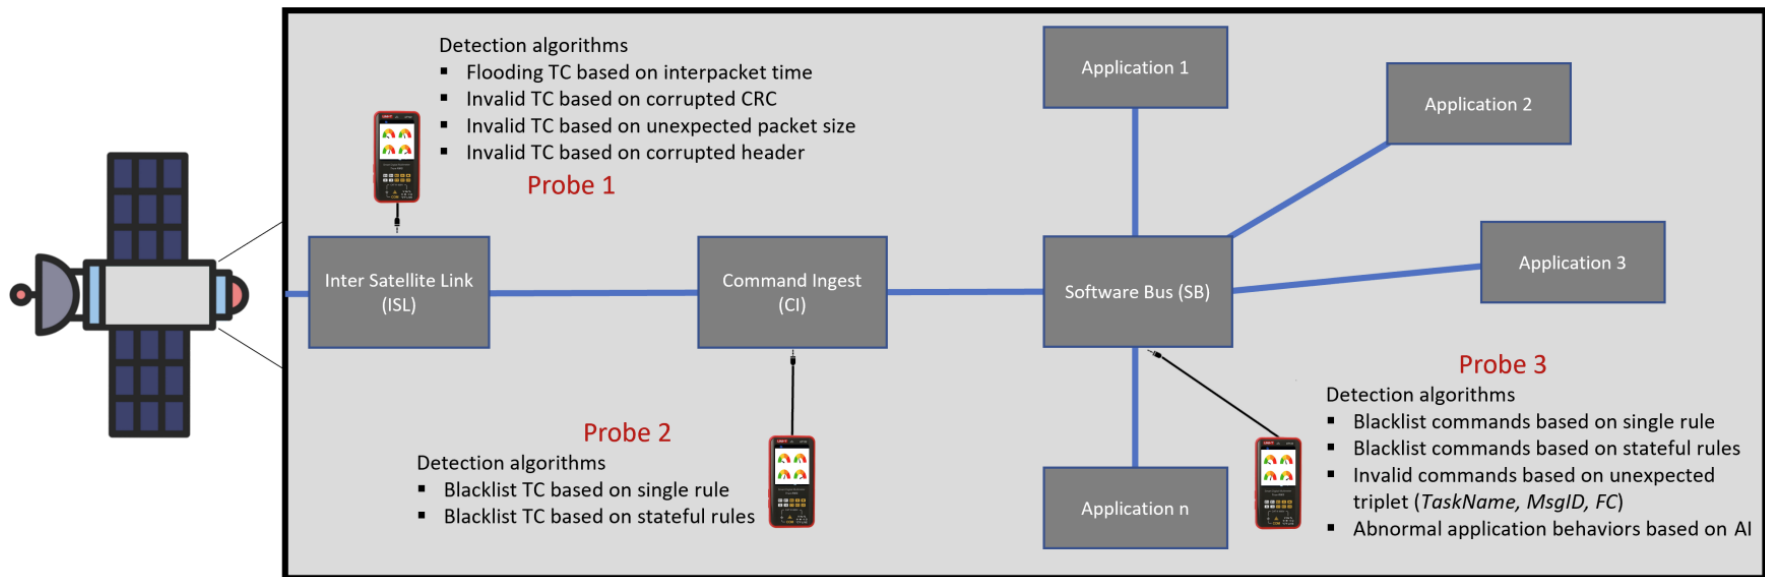 Detection algorithms
▪ Flooding TC based on interpacket time
▪ Invalid TC based on corrupted CRC
▪ Invalid TC based on unexpected packet size
▪ Invalid TC based on corrupted header
Probe 1
Application 1
Application 2
Application 3
Inter Satellite Link
(ISL)
Command Ingest
(CI)
Software Bus (SB)
Probe 2
Detection algorithms
▪ Blacklist TC based on single rule
▪ Blacklist TC based on stateful rules
Application n
Probe 3
Detection algorithms
▪ Blacklist commands based on single rule
▪ Blacklist commands based on stateful rules
▪ Invalid commands based on unexpected
triplet (TaskName, MsgID, FC)
▪ Abnormal application behaviors based on AI